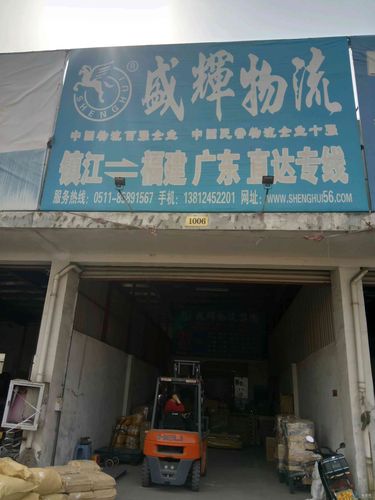 SHENGHUI
®
盛輝物流
中国物流百强企业 中国民营物流企业十强
镇江⇌福建 广东 直达专线
服务热线：0511-85891567 手机：13812452201 网址：WWW.SHENGHUI56.COM
1006